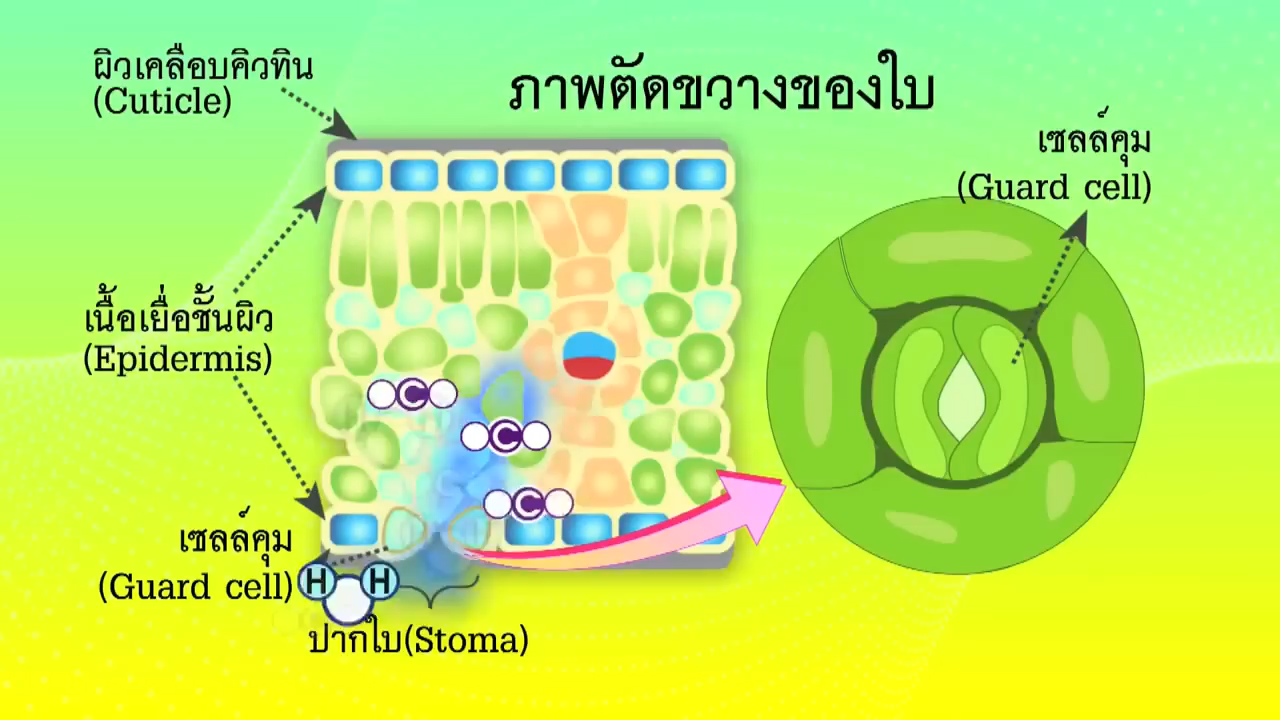 ภาพตัดขวางของใบ
ผิวเคลือบคิวทิน
(Cuticle)
เซลล์คุม
(Guard cell)
เนื้อเยื่อชั้นผิว
(Epidermis)
C
C
C
เซลล์คุม
(Guard cell)
H H
ปากใบ(Stoma)